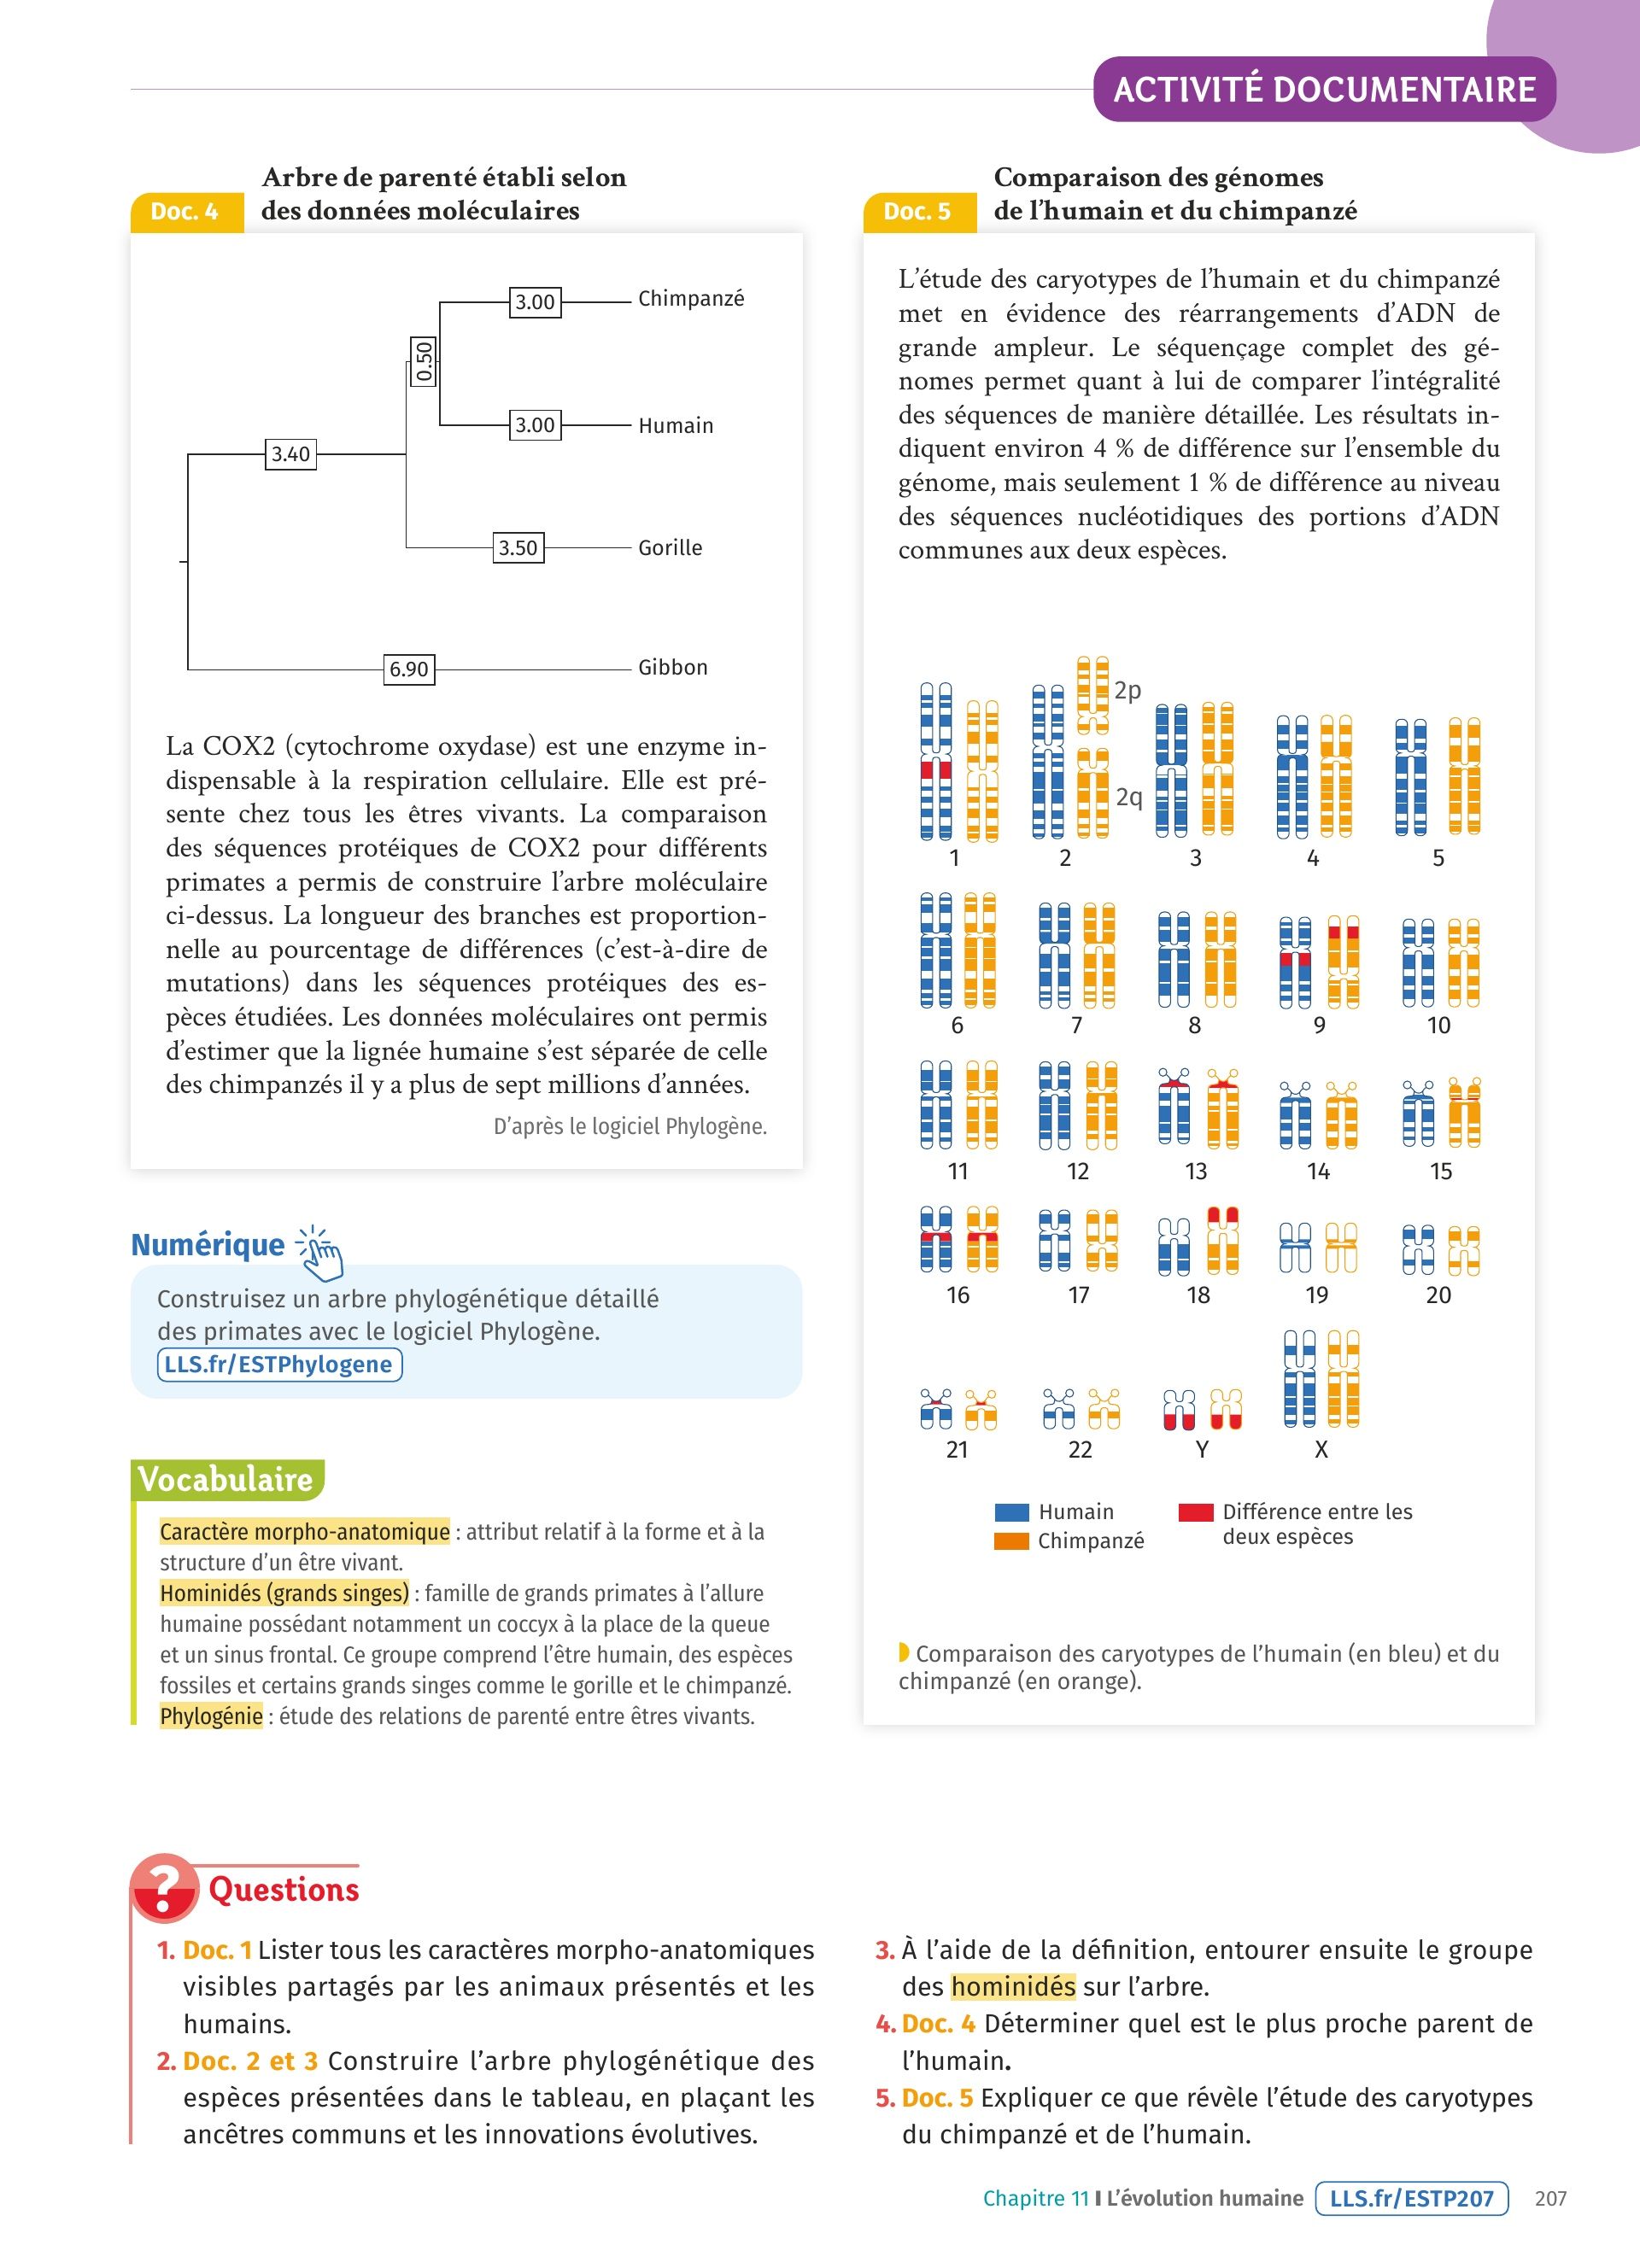 ACTIVITÉ DOCUMENTAIRE
Doc. 4
Arbre de parenté établi selon
des données moléculaires
3.00
Chimpanzé
0.50
3.00
Humain
3.40
3.50
Gorille
6.90
Gibbon
La COX2 (cytochrome oxydase) est une enzyme in-
dispensable à la respiration cellulaire. Elle est pré-
sente chez tous les êtres vivants. La comparaison
des séquences protéiques de COX2 pour différents
primates a permis de construire l’arbre moléculaire
ci-dessus. La longueur des branches est proportion-
nelle au pourcentage de différences (c’est-à-dire de
mutations) dans les séquences protéiques des es-
pèces étudiées. Les données moléculaires ont permis
d’estimer que la lignée humaine s’est séparée de celle
des chimpanzés il y a plus de sept millions d’années.
D’après le logiciel Phylogène.
Numérique
Construisez un arbre phylogénétique détaillé
des primates avec le logiciel Phylogène.
LLS.fr/ESTPhylogene
Vocabulaire
Caractère morpho-anatomique : attribut relatif à la forme et à la
structure d’un être vivant.
Hominidés (grands singes) : famille de grands primates à l’allure
humaine possédant notamment un coccyx à la place de la queue
et un sinus frontal. Ce groupe comprend l’être humain, des espèces
fossiles et certains grands singes comme le gorille et le chimpanzé.
Phylogénie : étude des relations de parenté entre êtres vivants.
Doc. 5
Comparaison des génomes
de l’humain et du chimpanzé
L’étude des caryotypes de l’humain et du chimpanzé
met en évidence des réarrangements d’ADN de
grande ampleur. Le séquençage complet des gé-
nomes permet quant à lui de comparer l’intégralité
des séquences de manière détaillée. Les résultats in-
diquent environ 4 % de différence sur l’ensemble du
génome, mais seulement 1 % de différence au niveau
des séquences nucléotidiques des portions d’ADN
communes aux deux espèces.
2p
2q
1 2 3 4 5
6 7 8 9 10
11 12 13 14 15
16 17 18 19 20
21 22 Y X
Humain
Chimpanzé
Différence entre les
deux espèces
Comparaison des caryotypes de l’humain (en bleu) et du
chimpanzé (en orange).
? Questions
1. Doc. 1 Lister tous les caractères morpho-anatomiques
visibles partagés par les animaux présentés et les
humains.
2. Doc. 2 et 3 Construire l’arbre phylogénétique des
espèces présentées dans le tableau, en plaçant les
ancêtres communs et les innovations évolutives.
3. À l’aide de la définition, entourer ensuite le groupe
des hominidés sur l’arbre.
4. Doc. 4 Déterminer quel est le plus proche parent de
l’humain.
5. Doc. 5 Expliquer ce que révèle l’étude des caryotypes
du chimpanzé et de l’humain.
Chapitre 11 I L’évolution humaine LLS.fr/ESTP207 207